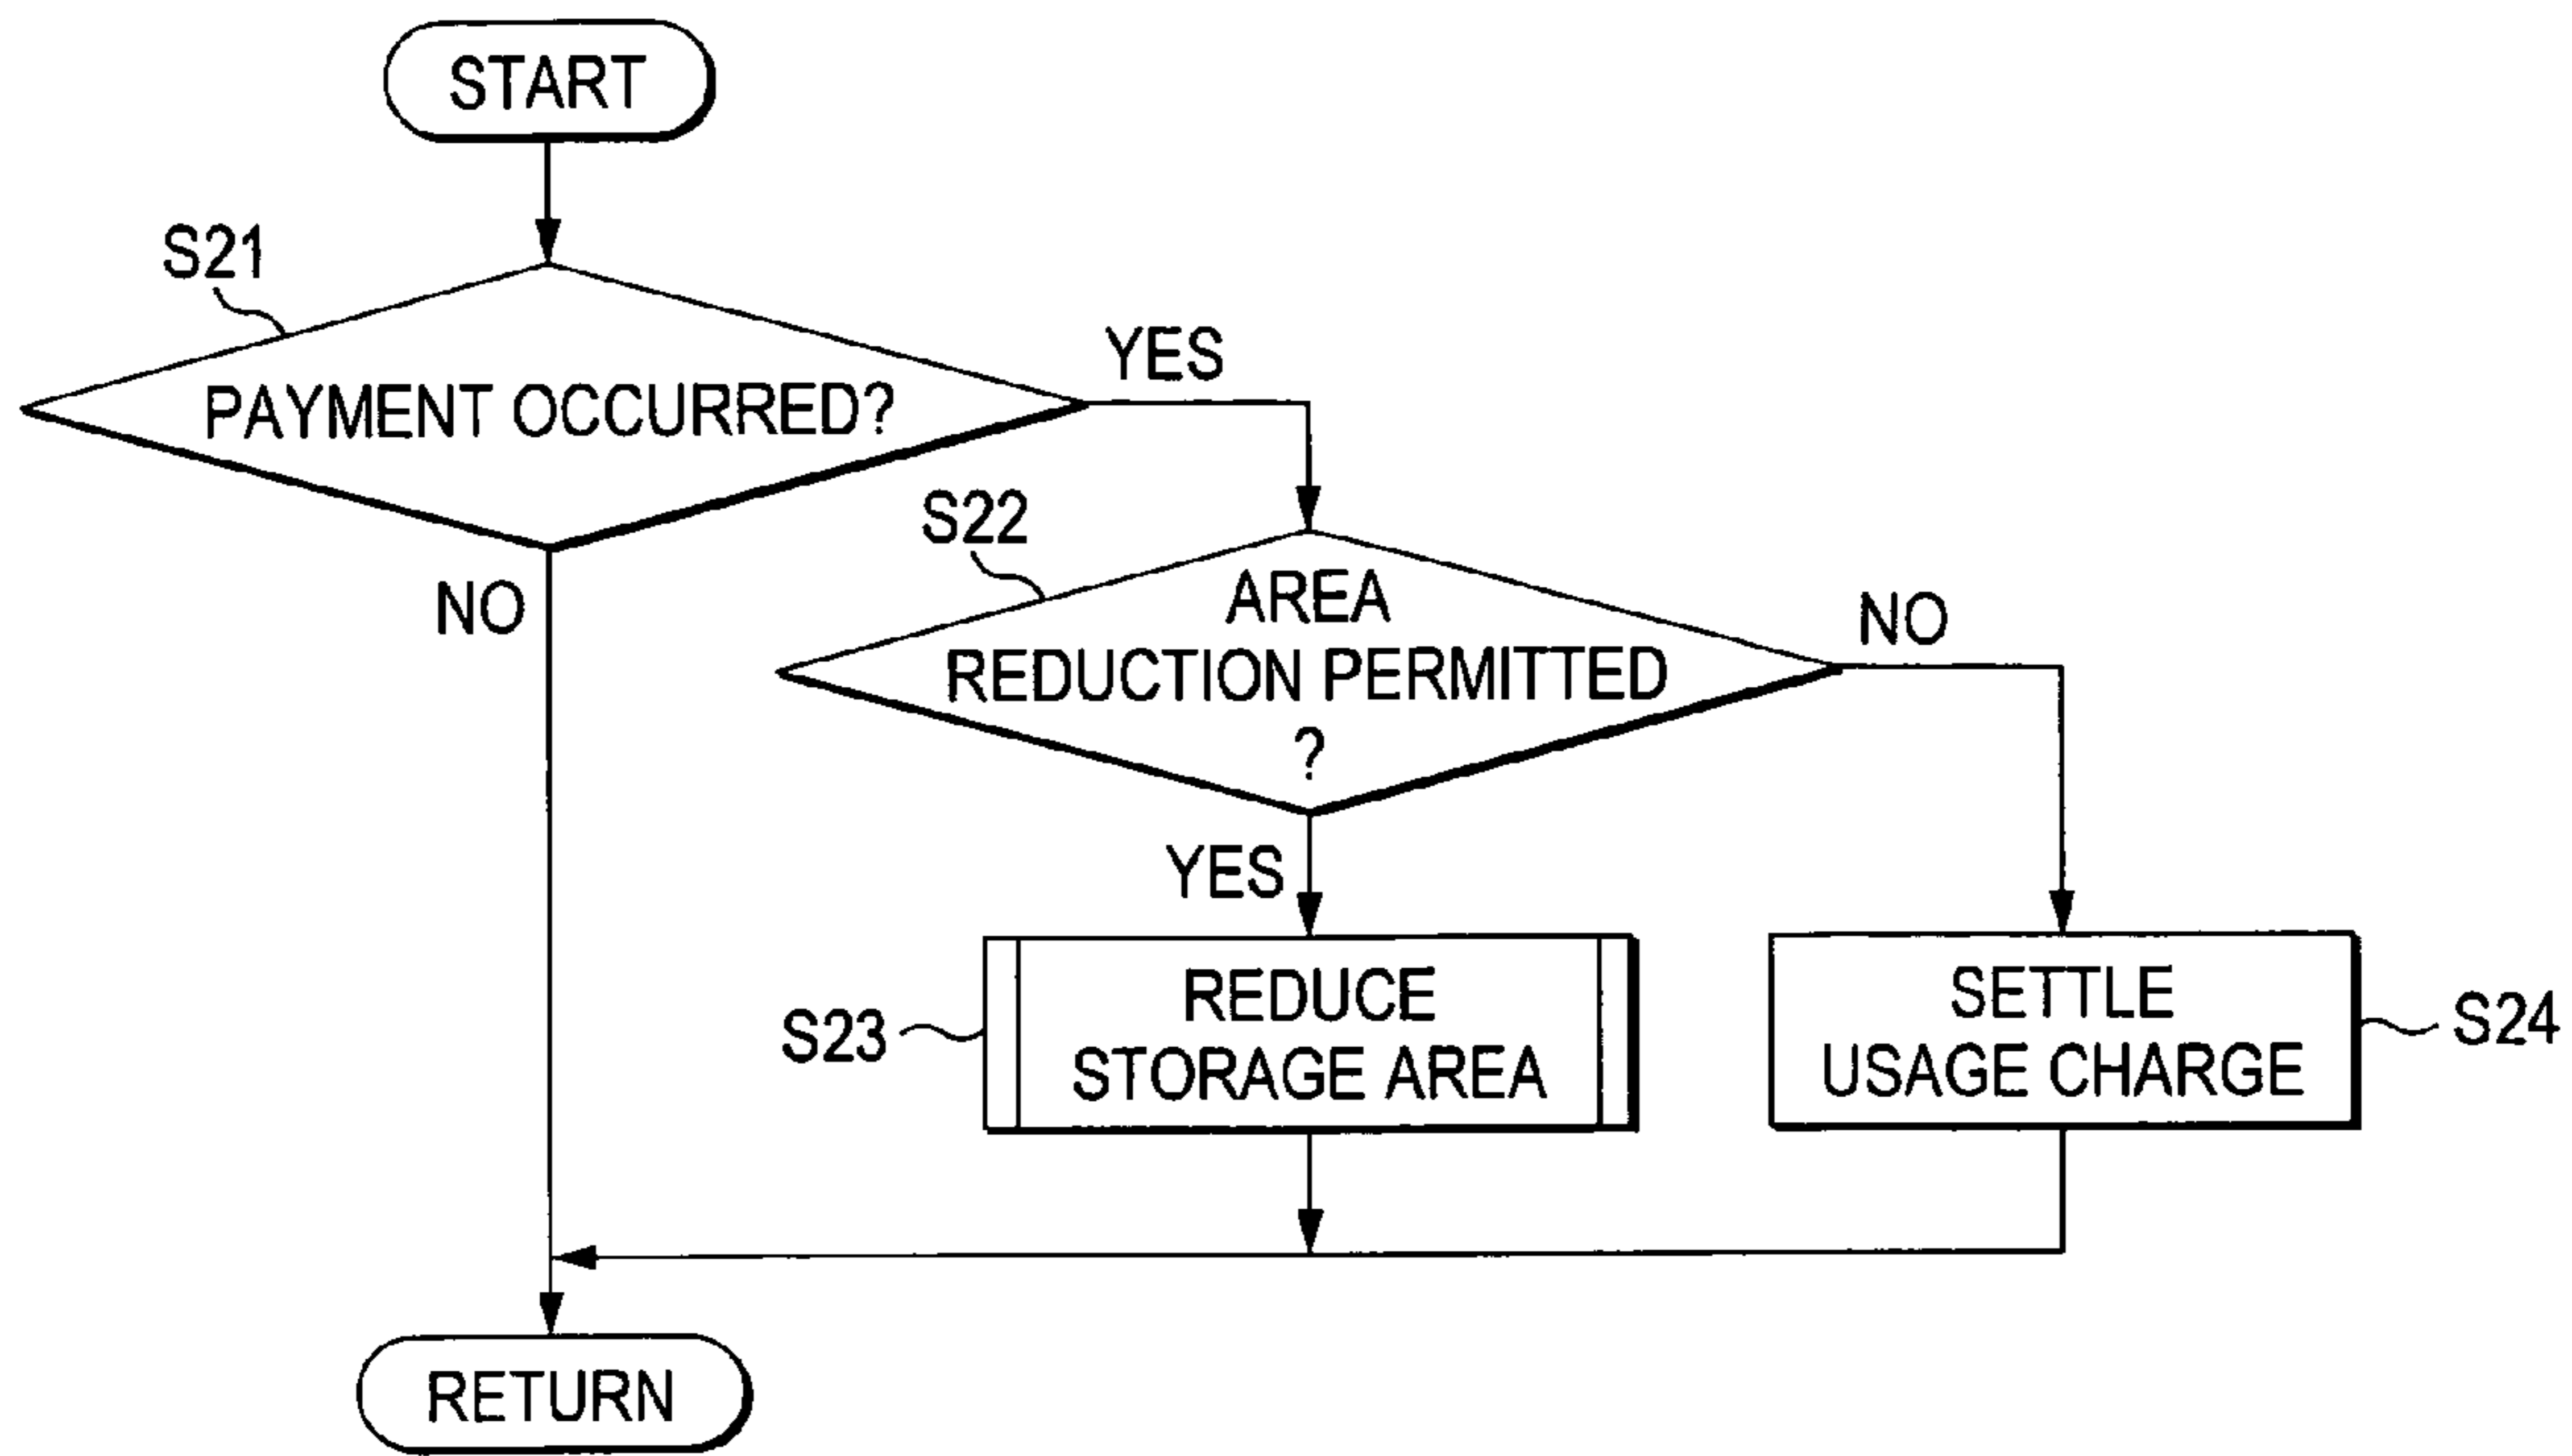 START
S21
PAYMENT OCCURRED?
YES
NO
S22
AREA
REDUCTION PERMITTED
?
NO
YES
S23
REDUCE
STORAGE AREA
SETTLE
USAGE CHARGE
S24
RETURN